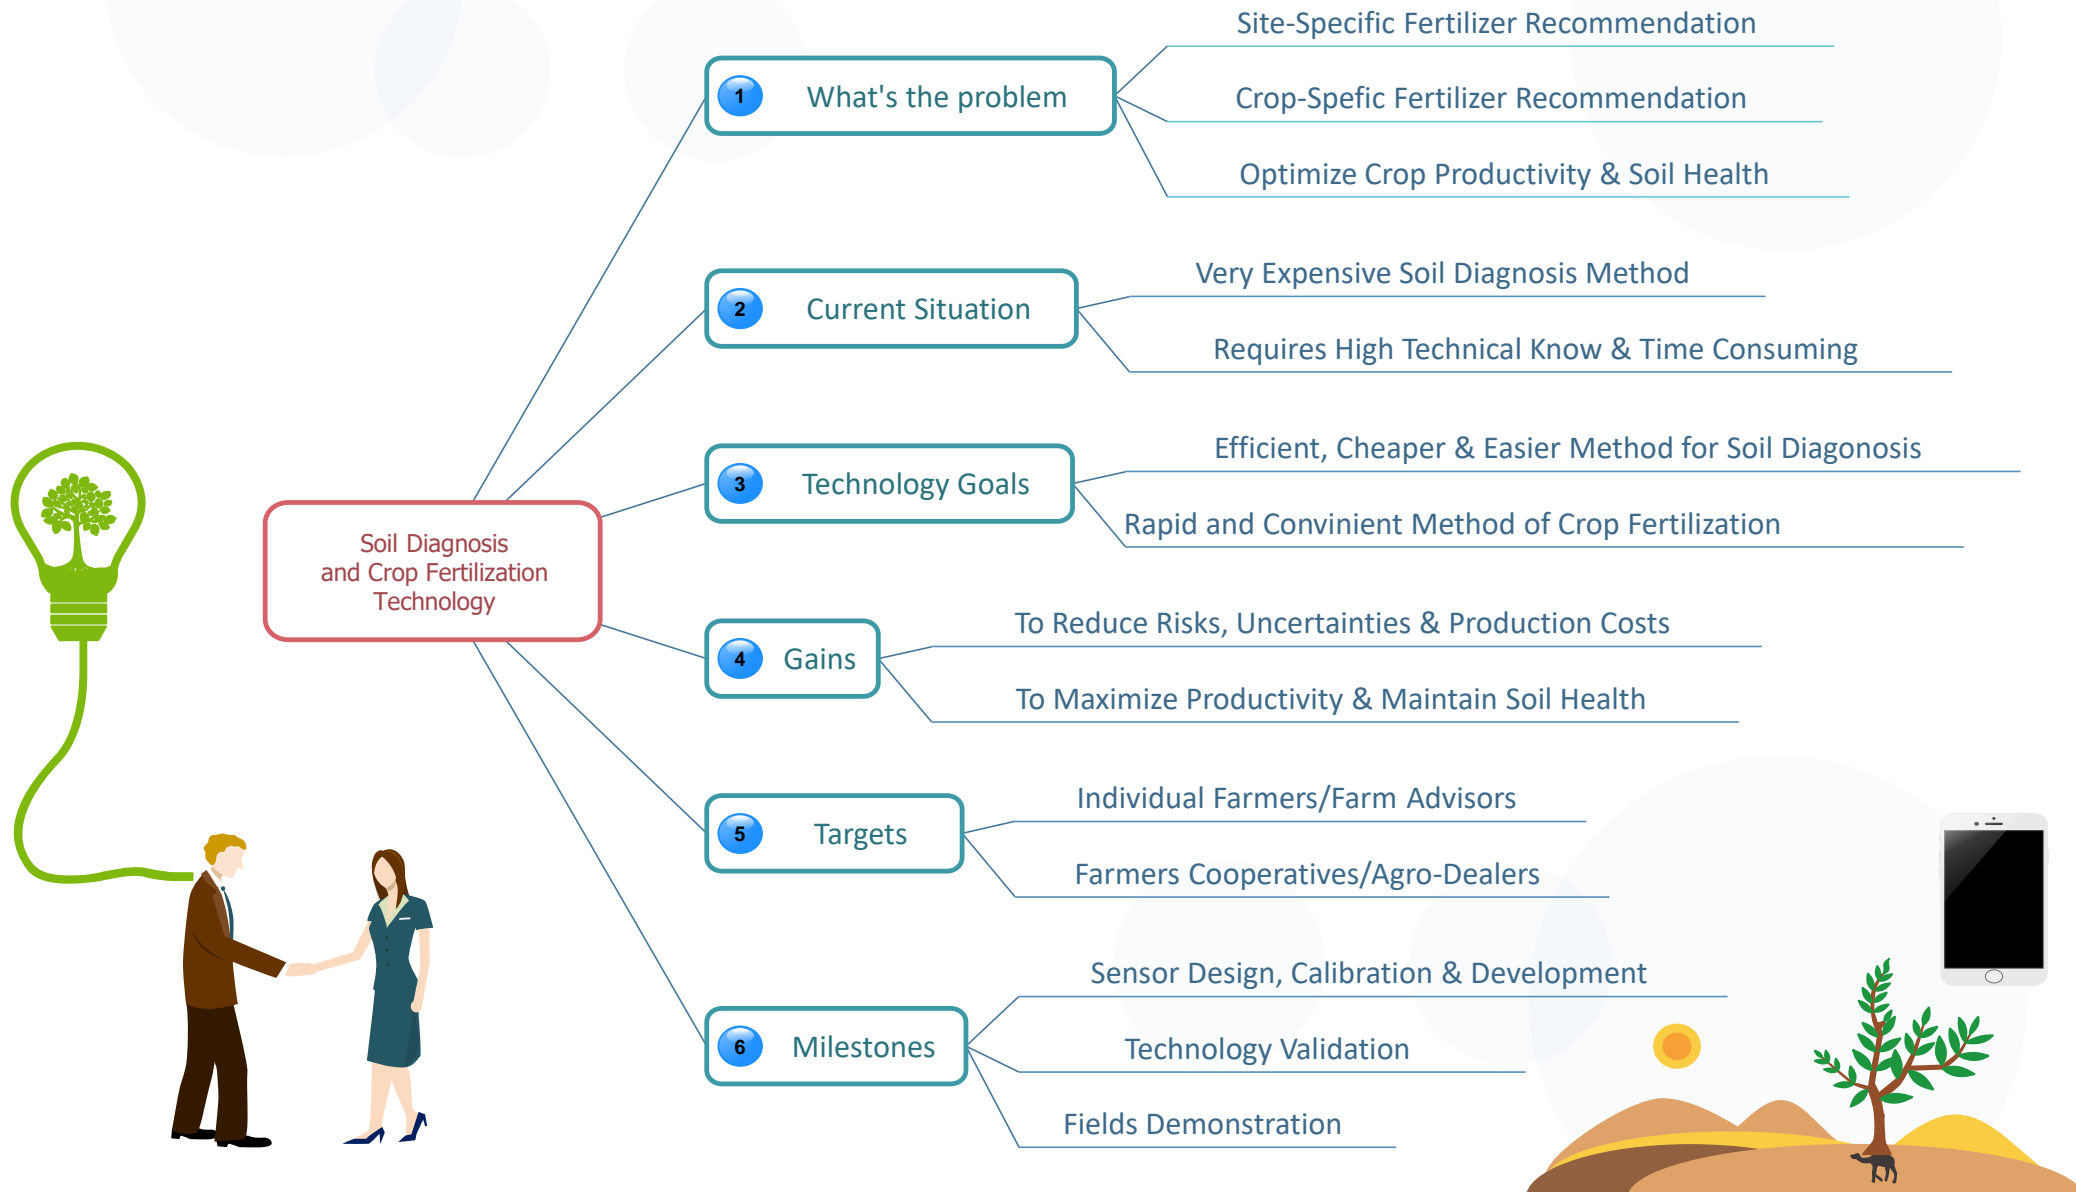 Soil Diagnosis
and Crop Fertilization
Technology
1
What's the problem
Site-Specific Fertilizer Recommendation
Crop-Spefic Fertilizer Recommendation
Optimize Crop Productivity & Soil Health
2
Current Situation
Very Expensive Soil Diagnosis Method
Requires High Technical Know & Time Consuming
3
Technology Goals
Efficient, Cheaper & Easier Method for Soil Diagonosis
Rapid and Convinient Method of Crop Fertilization
4
Gains
To Reduce Risks, Uncertainties & Production Costs
To Maximize Productivity & Maintain Soil Health
5
Targets
Individual Farmers/Farm Advisors
Farmers Cooperatives/Agro-Dealers
6
Milestones
Sensor Design, Calibration & Development
Technology Validation
Fields Demonstration